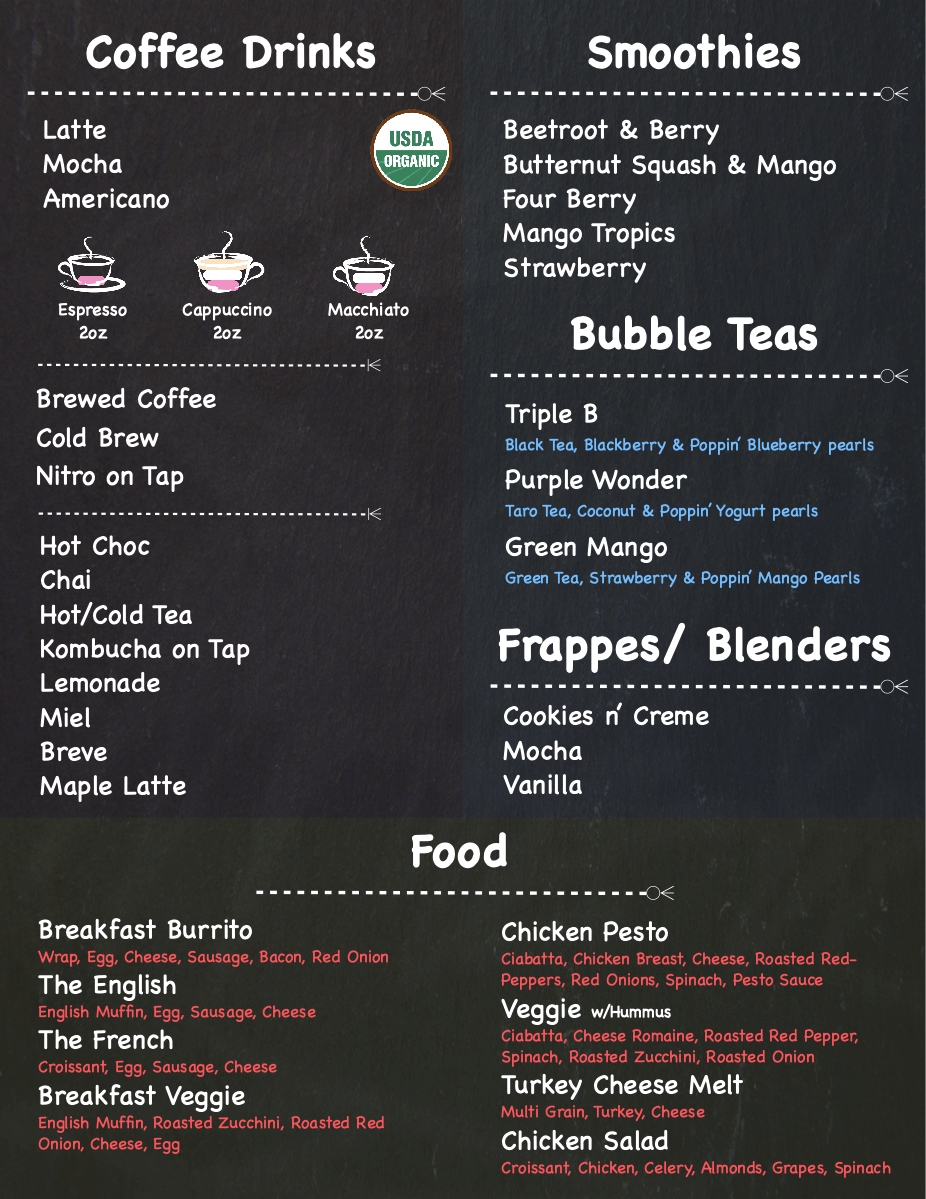 Coffee Drinks
Latte
Mocha
Americano
USDA
ORGANIC
Espresso
2oz
Cappuccino
2oz
Macchiato
2oz
Brewed Coffee
Cold Brew
Nitro on Tap
Hot Choc
Chai
Hot/Cold Tea
Kombucha on Tap
Lemonade
Miel
Breve
Maple Latte
Smoothies
Beetroot & Berry
Butternut Squash & Mango
Four Berry
Mango Tropics
Strawberry
Bubble Teas
Triple B
Black Tea, Blackberry & Poppin' Blueberry pearls
Purple Wonder
Taro Tea, Coconut & Poppin' Yogurt pearls
Green Mango
Green Tea, Strawberry & Poppin' Mango Pearls
Frappes/ Blenders
Cookies n' Creme
Mocha
Vanilla
Food
Breakfast Burrito
Wrap, Egg, Cheese, Sausage, Bacon, Red Onion
The English
English Muffin, Egg, Sausage, Cheese
The French
Croissant, Egg, Sausage, Cheese
Breakfast Veggie
English Muffin, Roasted Zucchini, Roasted Red
Onion, Cheese, Egg
Chicken Pesto
Ciabatta, Chicken Breast, Cheese, Roasted Red-
Peppers, Red Onions, Spinach, Pesto Sauce
Veggie w/Hummus
Ciabatta, Cheese Romaine, Roasted Red Pepper,
Spinach, Roasted Zucchini, Roasted Onion
Turkey Cheese Melt
Multi Grain, Turkey, Cheese
Chicken Salad
Croissant, Chicken, Celery, Almonds, Grapes, Spinach